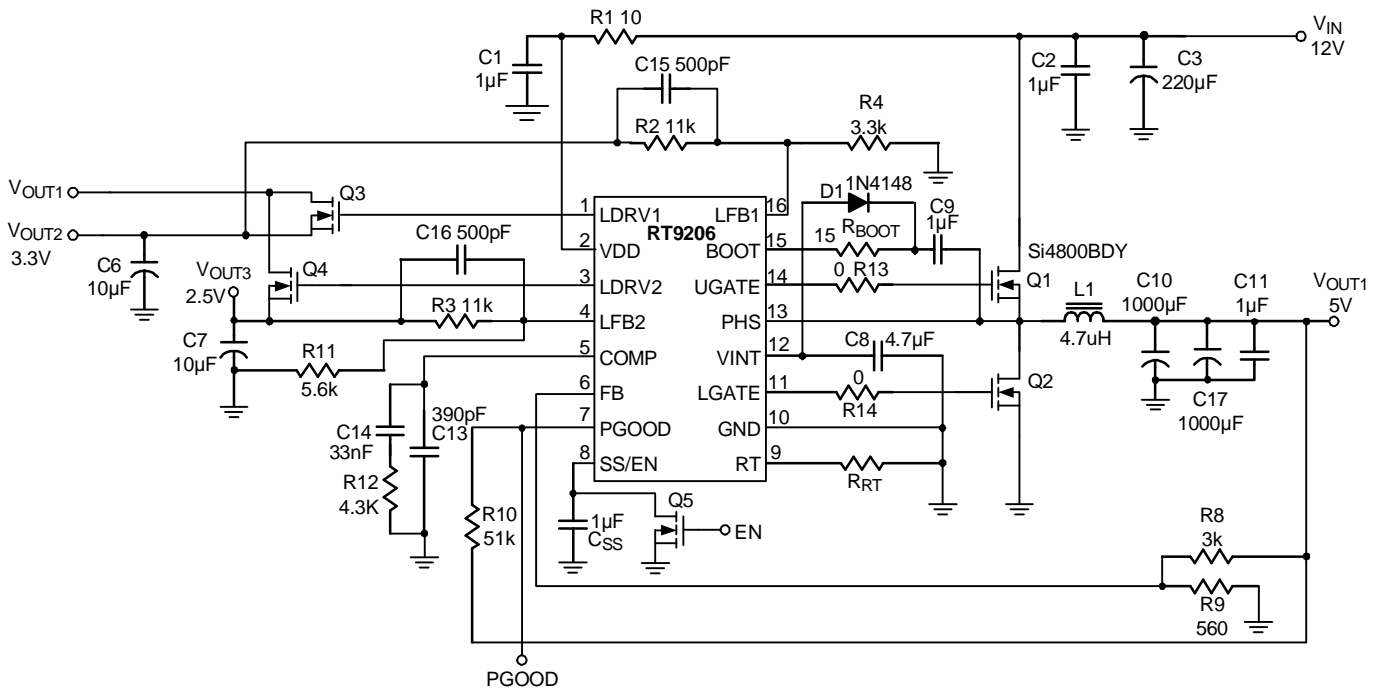 R1 10
V_IN
12V
C1
1µF
C15 500pF
C2
1µF
C3
220µF
R2 11k
R4
3.3k
V_OUT1
Q3
V_OUT2
3.3V
C6
10µF
C16 500pF
V_OUT3
2.5V
Q4
R3 11k
C7
10µF
R11
5.6k
RT9206
1 LDRV1
2 VDD
3 LDRV2
4 LFB2
5 COMP
6 FB
7 PGOOD
8 SS/EN
LFB1 16
BOOT 15
UGATE 14
PHS 13
VINT 12
LGATE 11
GND 10
RT 9
D1 1N4148
C9
1µF
15 R_BOOT
0 R13
Si4800BDY
Q1
L1
4.7uH
C10
1000µF
C11
1µF
V_OUT1
5V
C8 4.7µF
0
R14
Q2
C17
1000µF
R_RT
390pF
C13
C14
33nF
R12
4.3K
R10
51k
1µF
C_SS
Q5
EN
R8
3k
R9
560
PGOOD